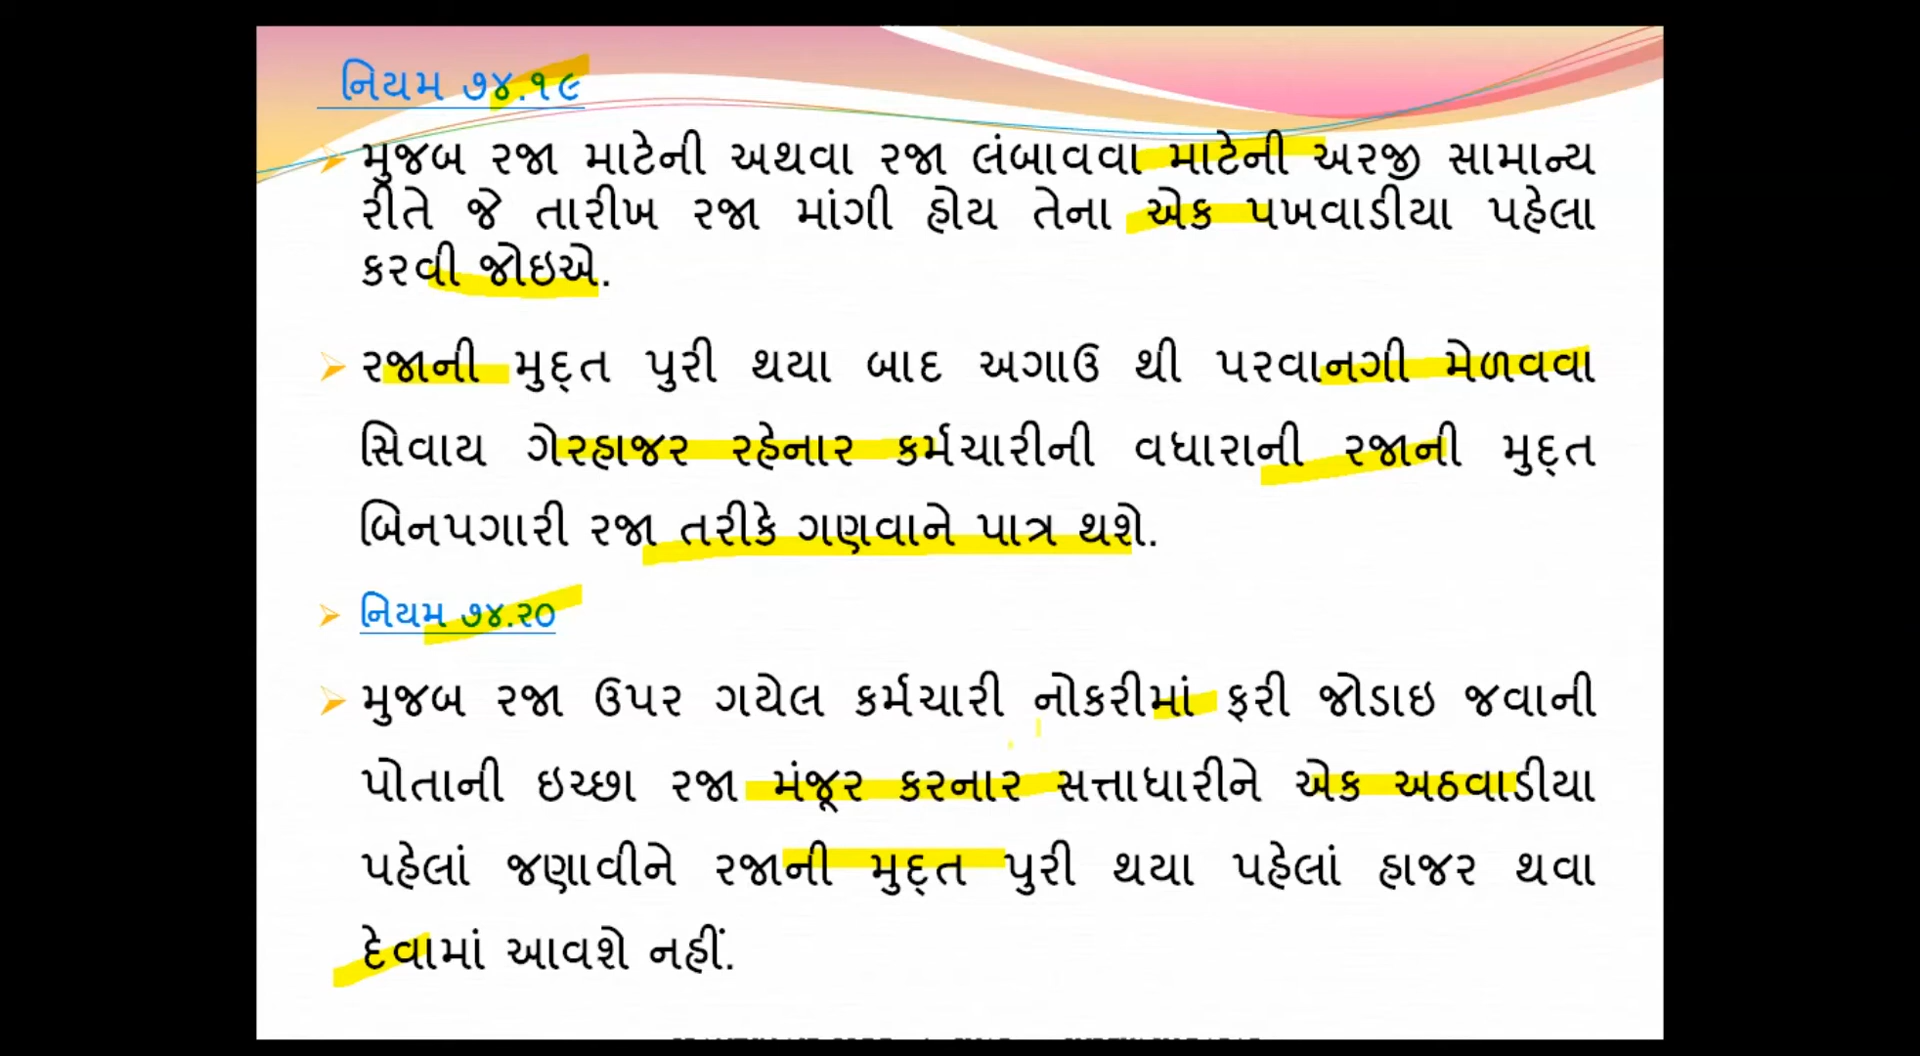 નિયમ ૭૪.૧૯
મુજબ રજા માટેની અથવા રજા લંબાવવા માટેની અરજી સામાન્ય
રીતે જે તારીખ રજા માંગી હોય તેના એક પખવાડીયા પહેલા
કરવી જોઇએ.
રજાની મુદ્ત પુરી થયા બાદ અગાઉ થી પરવાનગી મેળવવા
સિવાય ગેરહાજર રહેનાર કર્મચારીની વધારાની રજાની મુદ્ત
બિનપગારી રજા તરીકે ગણવાને પાત્ર થશે.
નિયમ ૭૪.૨૦
મુજબ રજા ઉપર ગયેલ કર્મચારી નોકરીમાં ફરી જોડાઇ જવાની
પોતાની ઇચ્છા રજા મંજૂર કરનાર સત્તાધારીને એક અઠવાડીયા
પહેલાં જણાવીને રજાની મુદ્ત પુરી થયા પહેલાં હાજર થવા
દેવામાં આવશે નહીં.